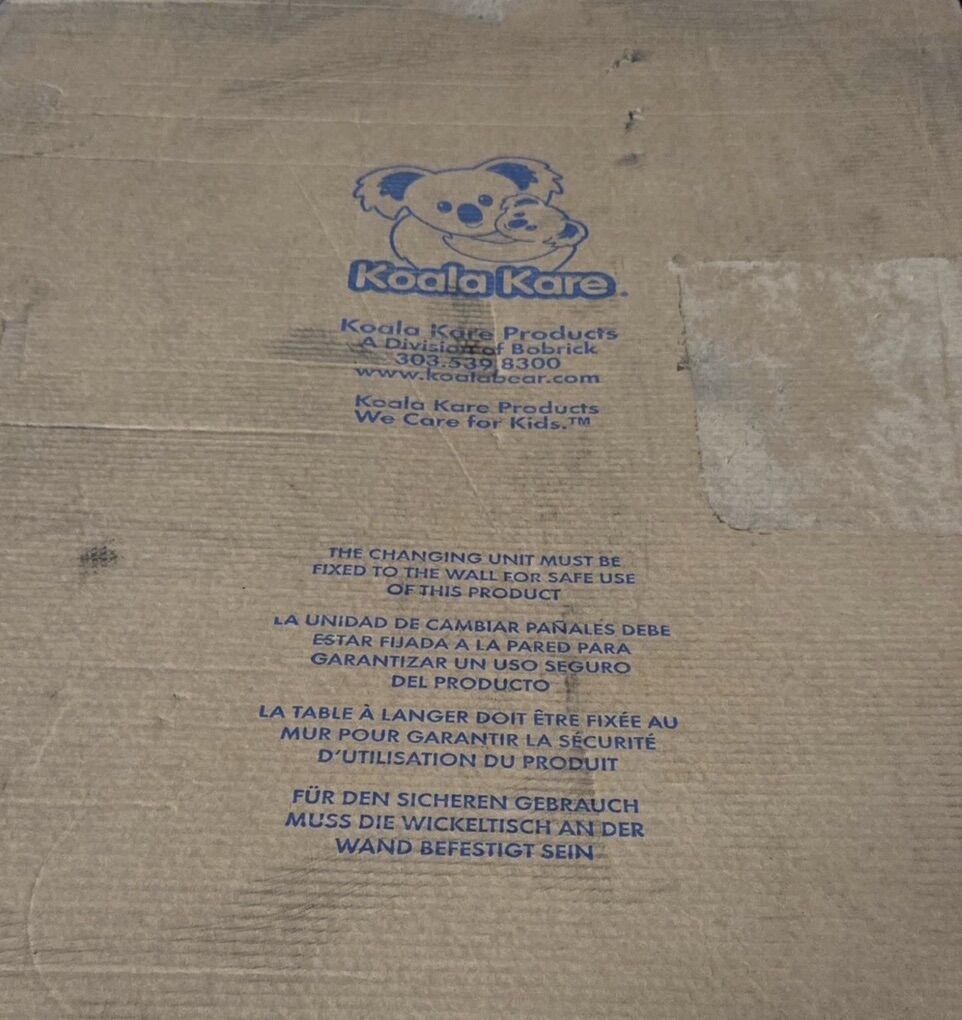 Koala Kare.
Koala Kare Products
A Division of Bobrick
303.539.8300
www.koalabear.com
Koala Kare Products
We Care for Kids.™
THE CHANGING UNIT MUST BE
FIXED TO THE WALL FOR SAFE USE
OF THIS PRODUCT
LA UNIDAD DE CAMBIAR PAÑALES DEBE
ESTAR FIJADA A LA PARED PARA
GARANTIZAR UN USO SEGURO
DEL PRODUCTO
LA TABLE À LANGER DOIT ÊTRE FIXÉE AU
MUR POUR GARANTIR LA SÉCURITÉ
D'UTILISATION DU PRODUIT
FÜR DEN SICHEREN GEBRAUCH
MUSS DIE WICKELTISCH AN DER
WAND BEFESTIGT SEIN